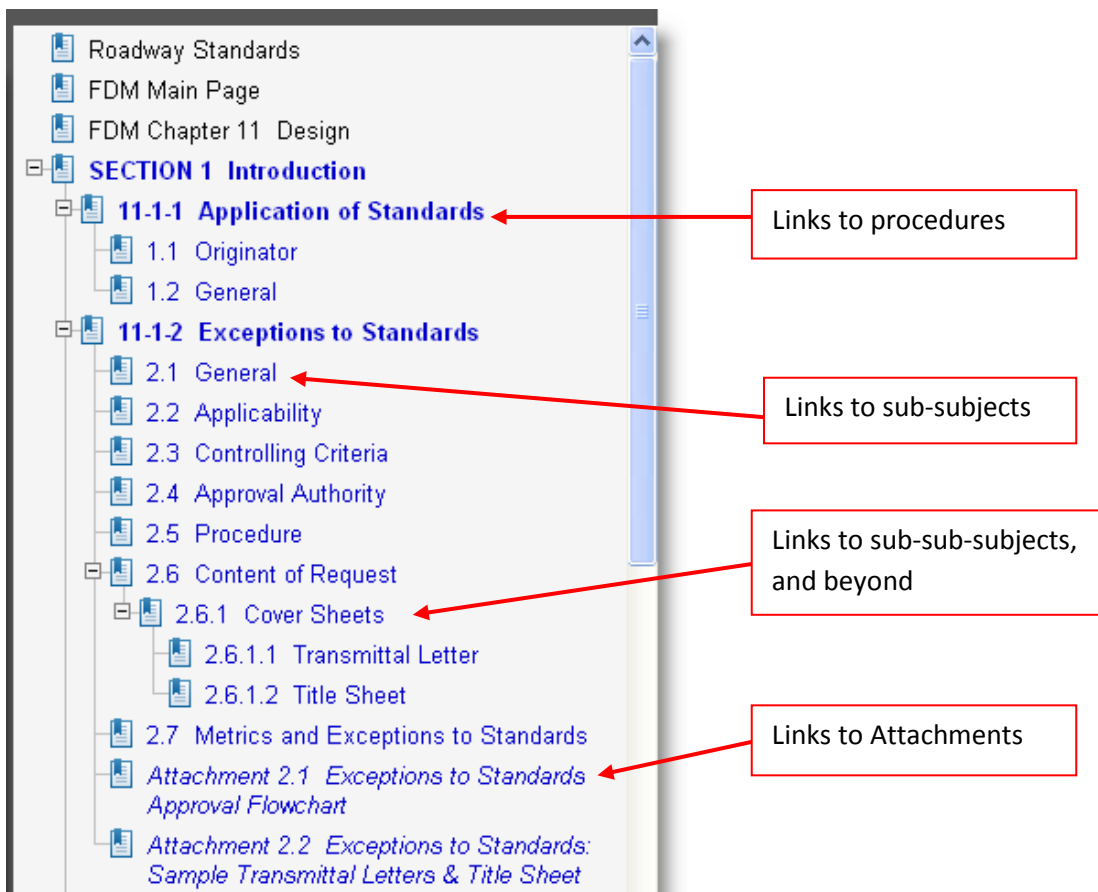 Roadway Standards
FDM Main Page
FDM Chapter 11 Design
SECTION 1 Introduction
11-1-1 Application of Standards
Links to procedures
1.1 Originator
1.2 General
11-1-2 Exceptions to Standards
2.1 General
Links to sub-subjects
2.2 Applicability
2.3 Controlling Criteria
2.4 Approval Authority
2.5 Procedure
Links to sub-sub-subjects,
and beyond
2.6 Content of Request
2.6.1 Cover Sheets
2.6.1.1 Transmittal Letter
2.6.1.2 Title Sheet
2.7 Metrics and Exceptions to Standards
Links to Attachments
Attachment 2.1 Exceptions to Standards
Approval Flowchart
Attachment 2.2 Exceptions to Standards:
Sample Transmittal Letters & Title Sheet